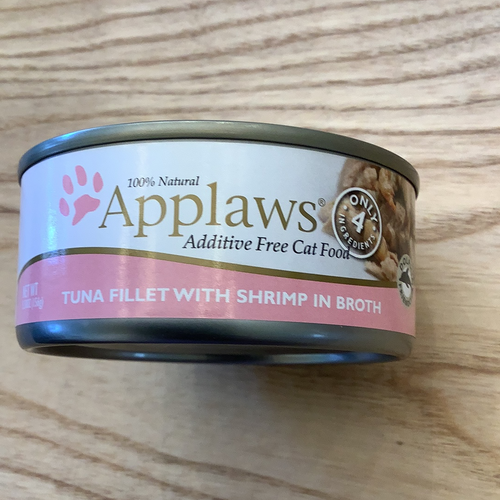 100% Natural
Applaws®
Additive Free Cat Food
ONLY
4
INGREDIENTS
NET WT
TUNA FILLET WITH SHRIMP IN BROTH